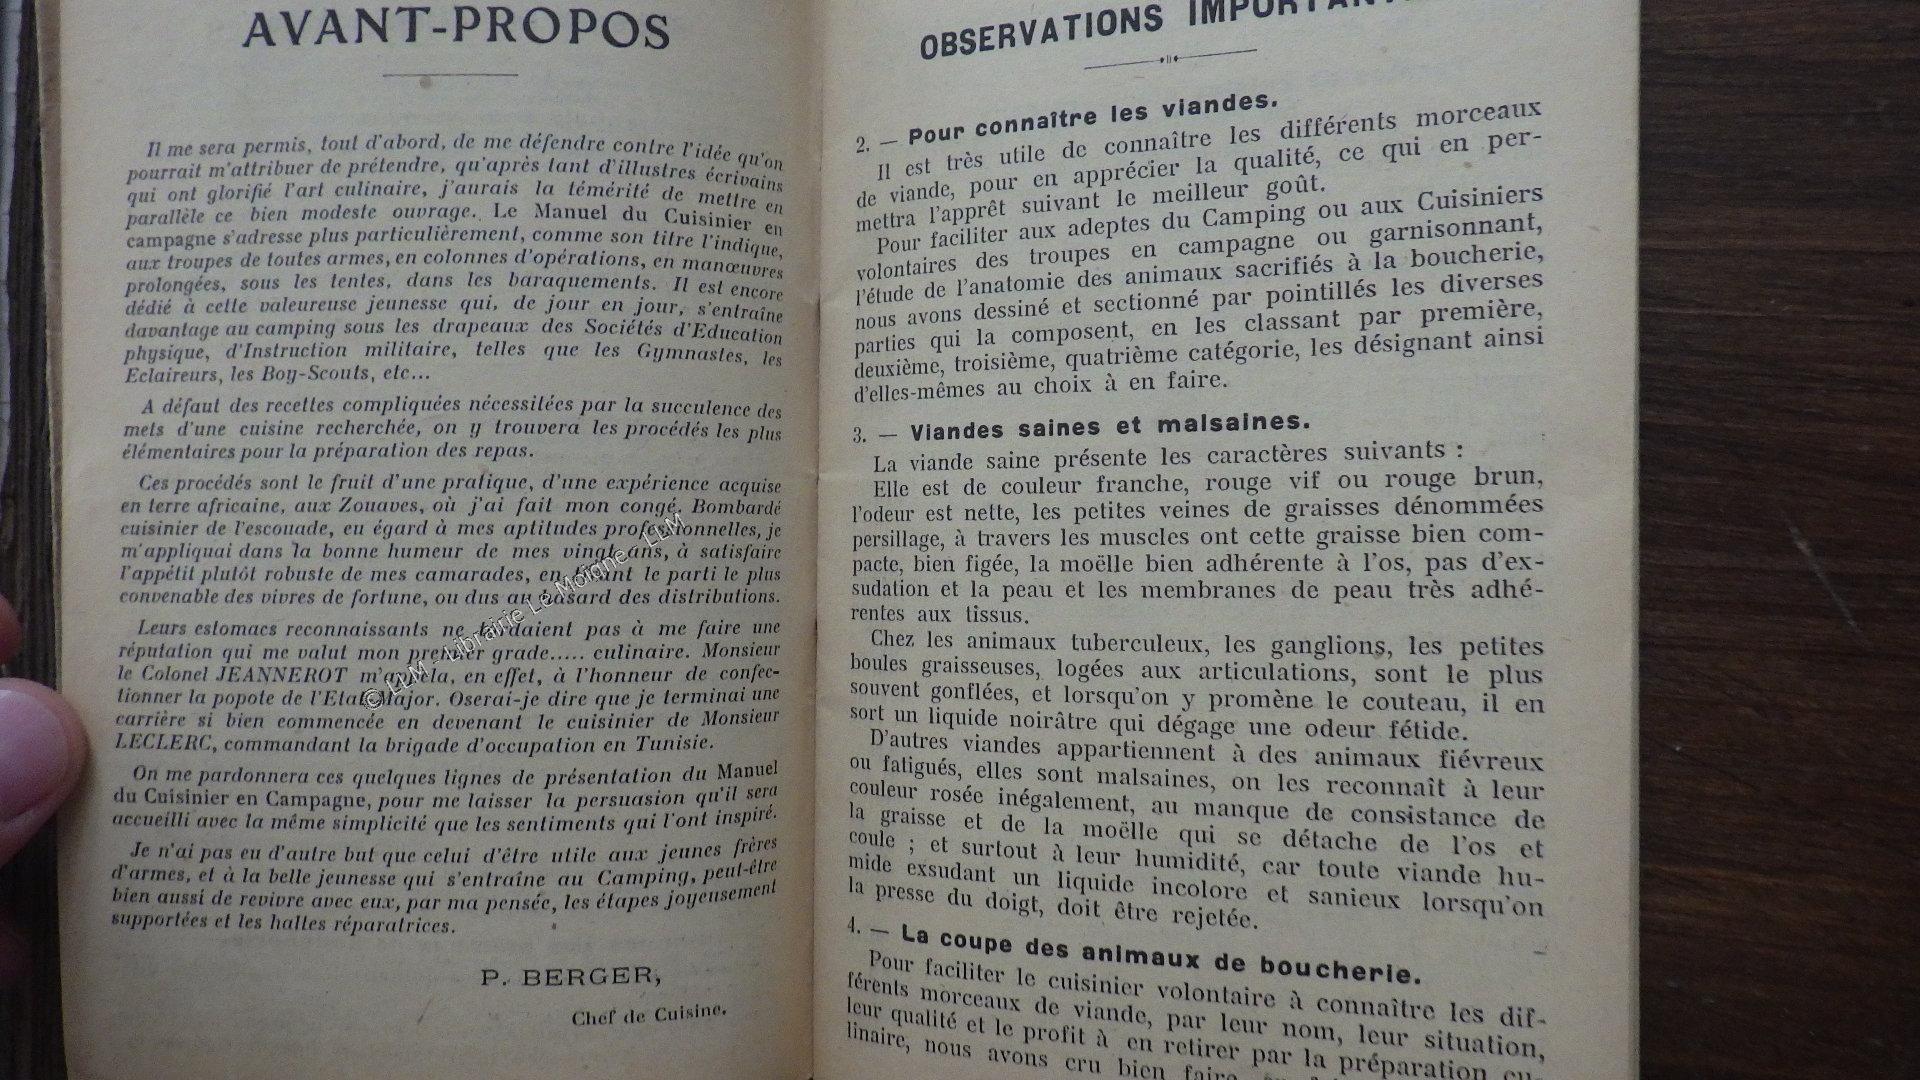 AVANT-PROPOS
Il me sera permis, tout d'abord, de me défendre contre l'idée qu'on
pourrait m'attribuer de prétendre, qu'après tant d'illustres écrivains
qui ont glorifié l'art culinaire, j'aurais la témérité de mettre en
parallèle ce bien modeste ouvrage. Le Manuel du Cuisinier en
campagne s'adresse plus particulièrement, comme son titre l'indique,
aux troupes de toutes armes, en colonnes d'opérations, en manœuvres
prolongées, sous les tentes, dans les baraquements. Il est encore
dédié à cette valeureuse jeunesse qui, de jour en jour, s'entraîne
davantage au camping sous les drapeaux des Sociétés d'Education
physique, d'Instruction militaire, telles que les Gymnastes, les
Eclaireurs, les Boy-Scouts, etc...
A défaut des recettes compliquées nécessitées par la succulence des
mets d'une cuisine recherchée, on y trouvera les procédés les plus
élémentaires pour la préparation des repas.
Ces procédés sont le fruit d'une pratique, d'une expérience acquise
en terre africaine, aux Zouaves, où j'ai fait mon congé. Bombardé
cuisinier de l'escouade, eu égard à mes aptitudes professionnelles, je
m'appliquai dans la bonne humeur de mes vingt ans, à satisfaire
l'appétit plutôt robuste de mes camarades, en tirant le parti le plus
convenable des vivres de fortune, ou dus au hasard des distributions.
Leurs estomacs reconnaissants ne tardaient pas à me faire une
réputation qui me valut mon premier grade..... culinaire. Monsieur
le Colonel JEANNEROT m'appela, en effet, à l'honneur de confec-
tionner la popote de l'Etat-Major. Oserai-je dire que je terminai une
carrière si bien commencée en devenant le cuisinier de Monsieur
LECLERC, commandant la brigade d'occupation en Tunisie.
On me pardonnera ces quelques lignes de présentation du Manuel
du Cuisinier en Campagne, pour me laisser la persuasion qu'il sera
accueilli avec la même simplicité que les sentiments qui l'ont inspiré.
Je n'ai pas eu d'autre but que celui d'être utile aux jeunes frères
d'armes, et à la belle jeunesse qui s'entraîne au Camping, peut-être
bien aussi de revivre avec eux, par ma pensée, les étapes joyeusement
supportées et les haltes réparatrices.
P. BERGER,
Chef de Cuisine.
© LLM - Librairie Le Moigne - LLM
OBSERVATIONS
2. — Pour connaître les viandes.
Il est très utile de connaître les différents morceaux
de viande, pour en apprécier la qualité, ce qui en per-
mettra l'apprêt suivant le meilleur goût.
Pour faciliter aux adeptes du Camping ou aux Cuisiniers
volontaires des troupes en campagne ou garnisonnant,
l'étude de l'anatomie des animaux sacrifiés à la boucherie,
nous avons dessiné et sectionné par pointillés les diverses
parties qui la composent, en les classant par première,
deuxième, troisième, quatrième catégorie, les désignant ainsi
d'elles-mêmes au choix à en faire.
3. — Viandes saines et malsaines.
La viande saine présente les caractères suivants :
Elle est de couleur franche, rouge vif ou rouge brun,
l'odeur est nette, les petites veines de graisses dénommées
persillage, à travers les muscles ont cette graisse bien com-
pacte, bien figée, la moëlle bien adhérente à l'os, pas d'ex-
sudation et la peau et les membranes de peau très adhé-
rentes aux tissus.
Chez les animaux tuberculeux, les ganglions, les petites
boules graisseuses, logées aux articulations, sont le plus
souvent gonflées, et lorsqu'on y promène le couteau, il en
sort un liquide noirâtre qui dégage une odeur fétide.
D'autres viandes appartiennent à des animaux fiévreux
ou fatigués, elles sont malsaines, on les reconnaît à leur
couleur rosée inégalement, au manque de consistance de
la graisse et de la moëlle qui se détache de l'os et
coule ; et surtout à leur humidité, car toute viande hu-
mide exsudant un liquide incolore et sanieux lorsqu'on
la presse du doigt, doit être rejetée.
4. — La coupe des animaux de boucherie.
Pour faciliter le cuisinier volontaire à connaître les dif-
férents morceaux de viande, par leur nom, leur situation,
leur qualité et le profit à en retirer par la préparation cu-
linaire, nous avons cru bien faire